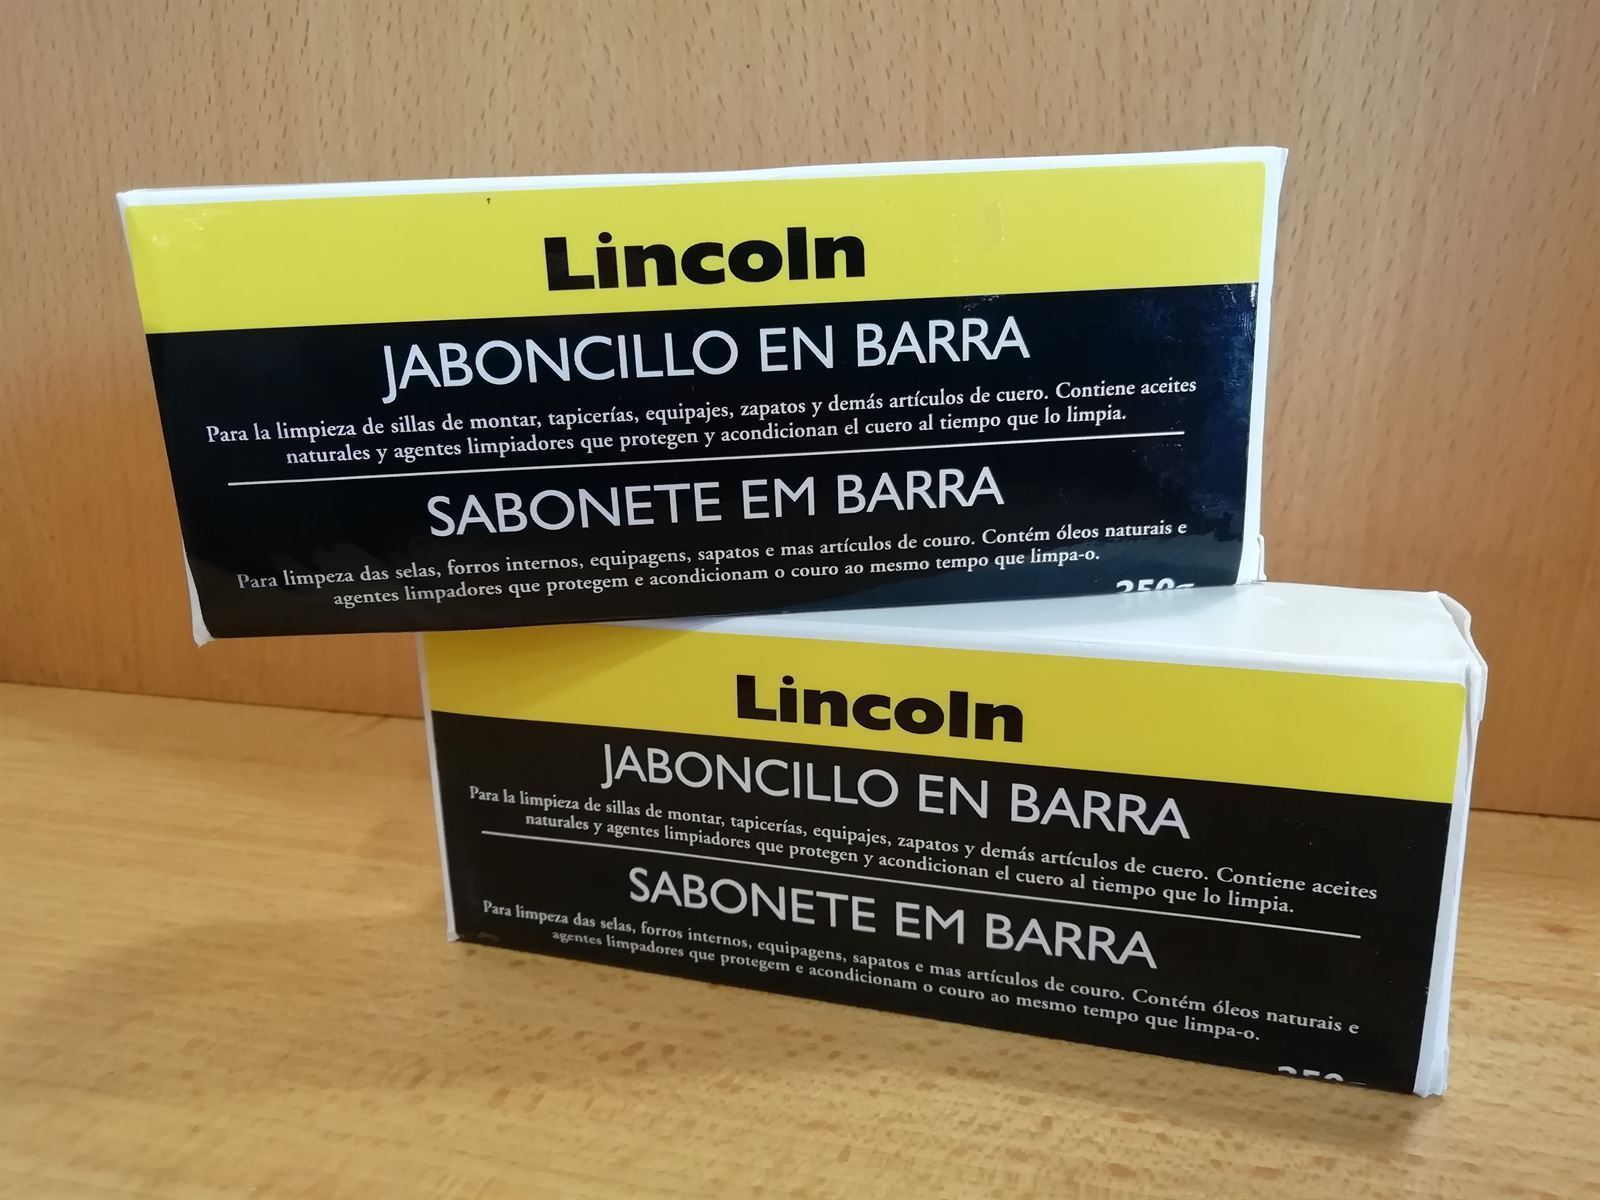 Lincoln
JABONCILLO EN BARRA
Para la limpieza de sillas de montar, tapicerías, equipajes, zapatos y demás artículos de cuero. Contiene aceites
naturales y agentes limpiadores que protegen y acondicionan el cuero al tiempo que lo limpia.
SABONETE EM BARRA
Para limpeza das selas, forros internos, equipagens, sapatos e mas artículos de couro. Contém óleos naturais e
agentes limpadores que protegem e acondicionam o couro ao mesmo tempo que limpa-o.
250g
Lincoln
JABONCILLO EN BARRA
Para la limpieza de sillas de montar, tapicerías, equipajes, zapatos y demás artículos de cuero. Contiene aceites
naturales y agentes limpiadores que protegen y acondicionan el cuero al tiempo que lo limpia.
SABONETE EM BARRA
Para limpeza das selas, forros internos, equipagens, sapatos e mas artículos de couro. Contém óleos naturais e
agentes limpadores que protegem e acondicionam o couro ao mesmo tempo que limpa-o.